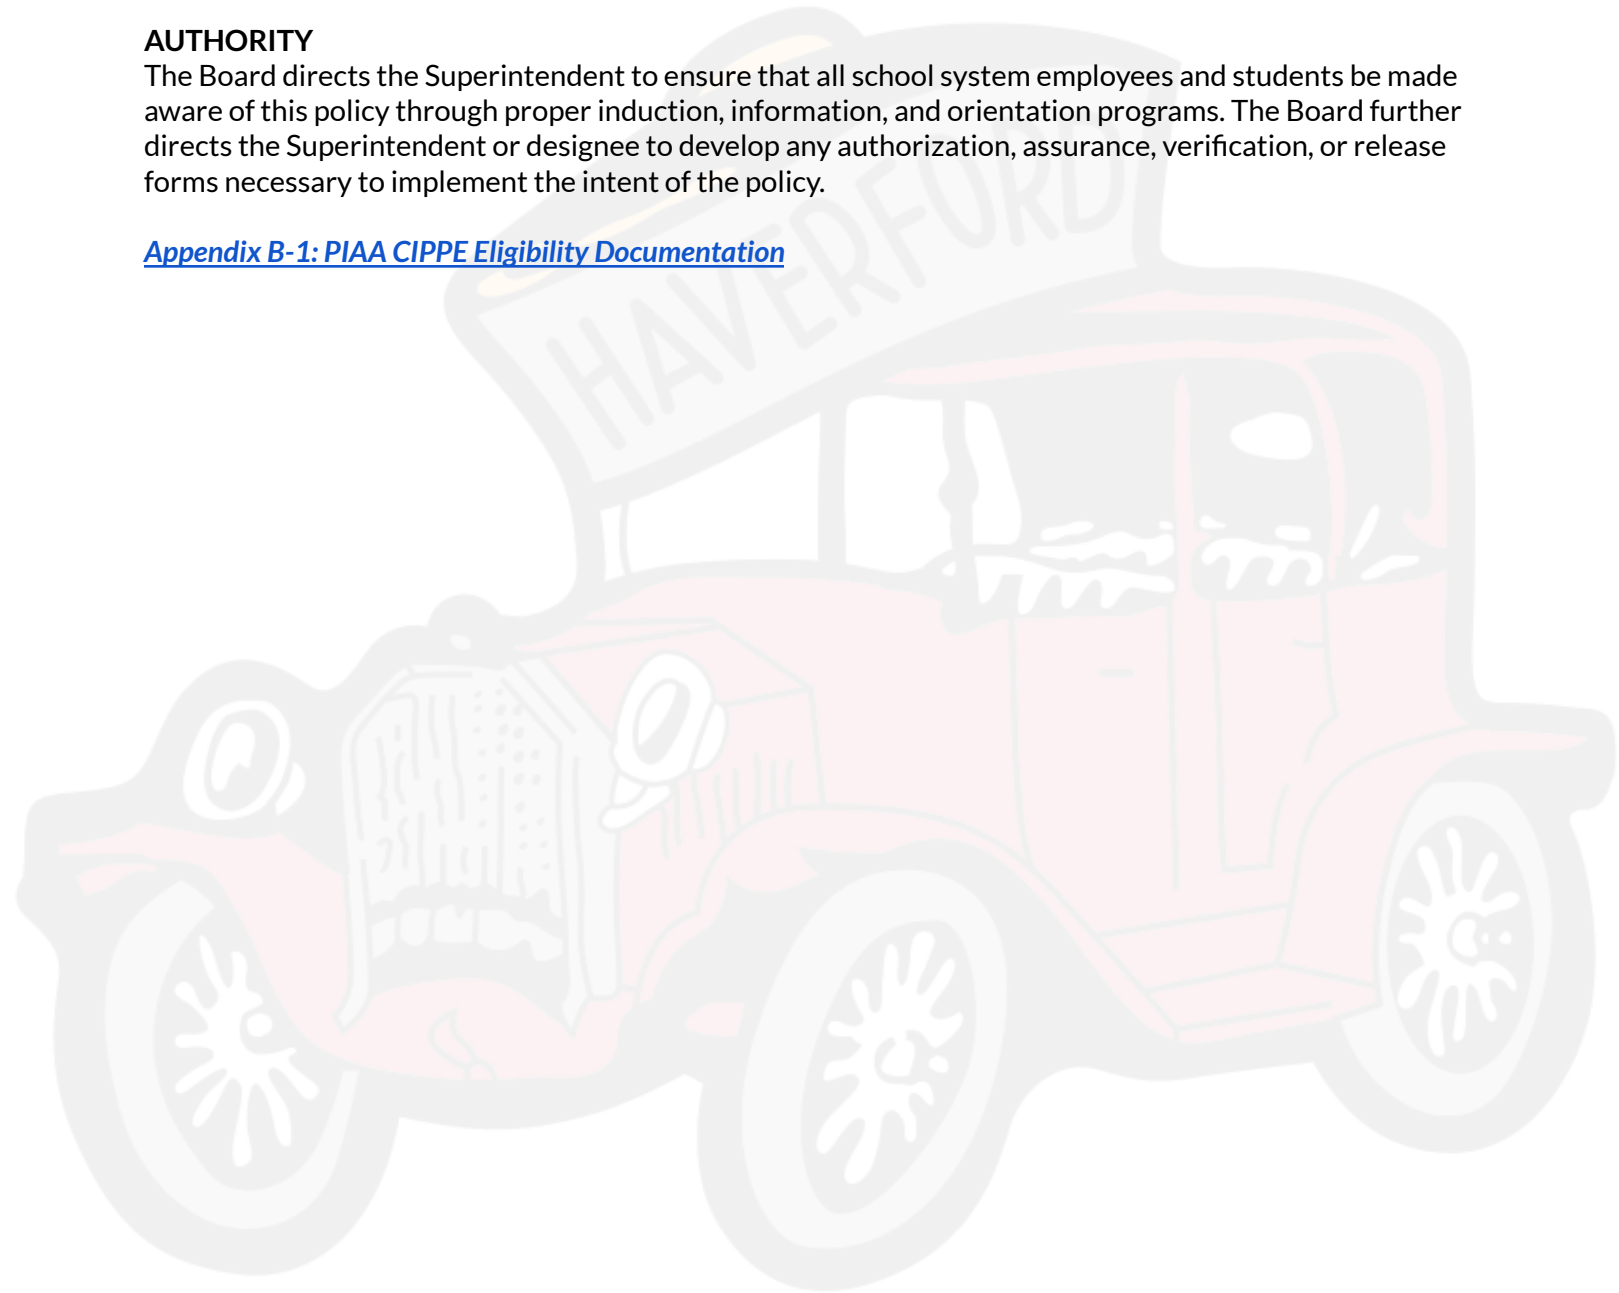 AUTHORITY
The Board directs the Superintendent to ensure that all school system employees and students be made
aware of this policy through proper induction, information, and orientation programs. The Board further
directs the Superintendent or designee to develop any authorization, assurance, verification, or release
forms necessary to implement the intent of the policy.
Appendix B-1: PIAA CIPPE Eligibility Documentation
HAVERFORD